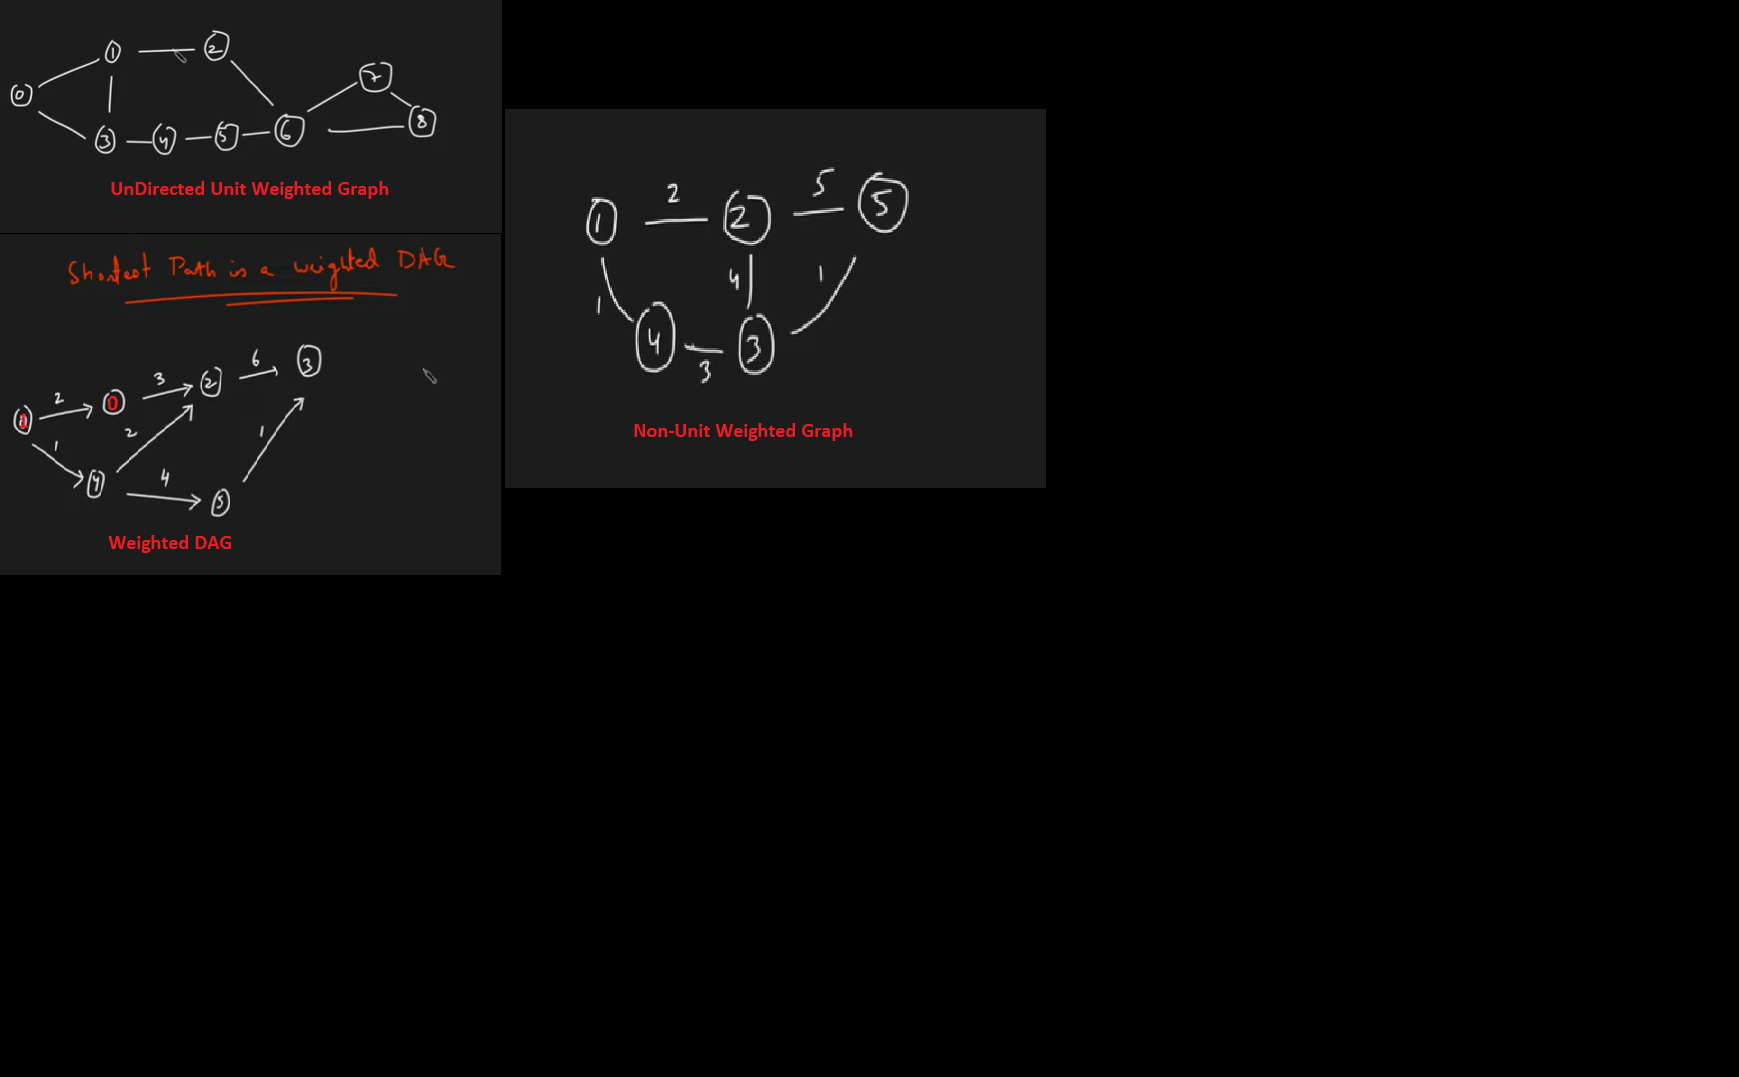 1 2
7
0
8
3 4 5 6
UnDirected Unit Weighted Graph
Shortest Path is a weighted DAG
6 3
3 2
2 0
1 2
1
4 4
5
Weighted DAG
2 5
1 2 5
4 1
1
4 3
3
Non-Unit Weighted Graph